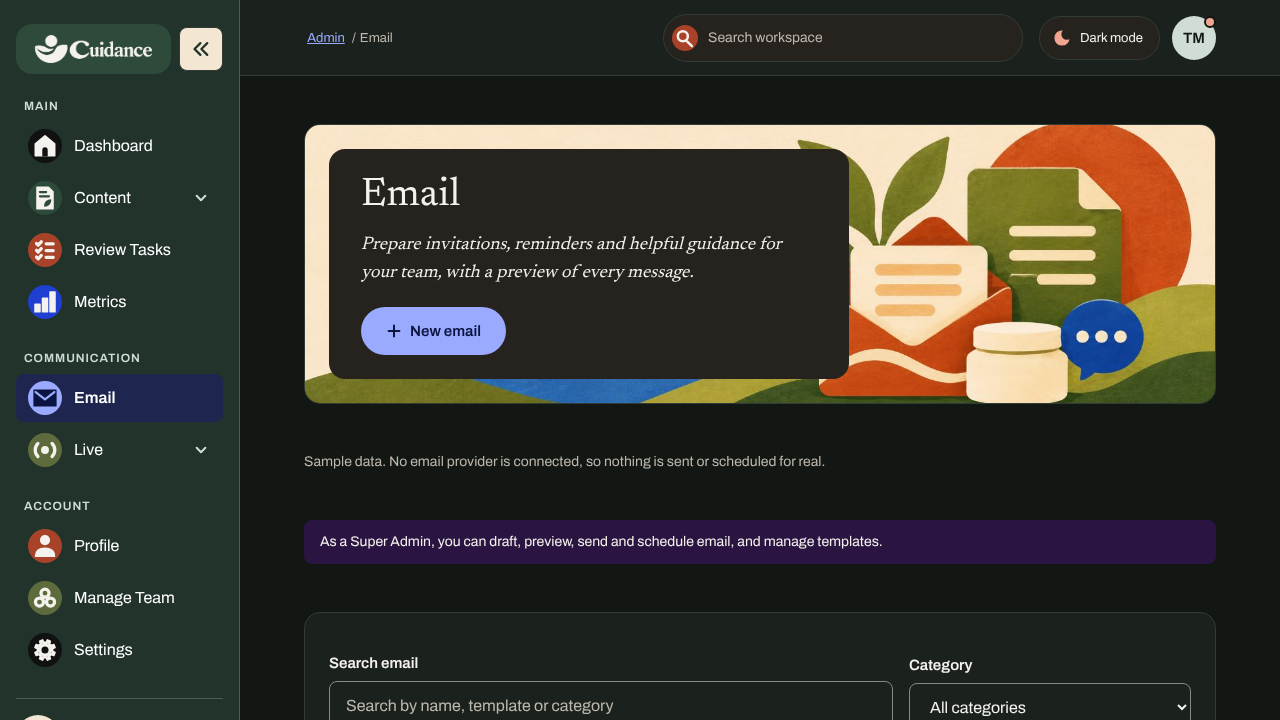 Cuidance
MAIN
Dashboard
Content
Review Tasks
Metrics
COMMUNICATION
Email
Live
ACCOUNT
Profile
Manage Team
Settings
Admin / Email
Search workspace
Dark mode
TM
Email
Prepare invitations, reminders and helpful guidance for
your team, with a preview of every message.
New email
Sample data. No email provider is connected, so nothing is sent or scheduled for real.
As a Super Admin, you can draft, preview, send and schedule email, and manage templates.
Search email
Search by name, template or category
Category
All categories